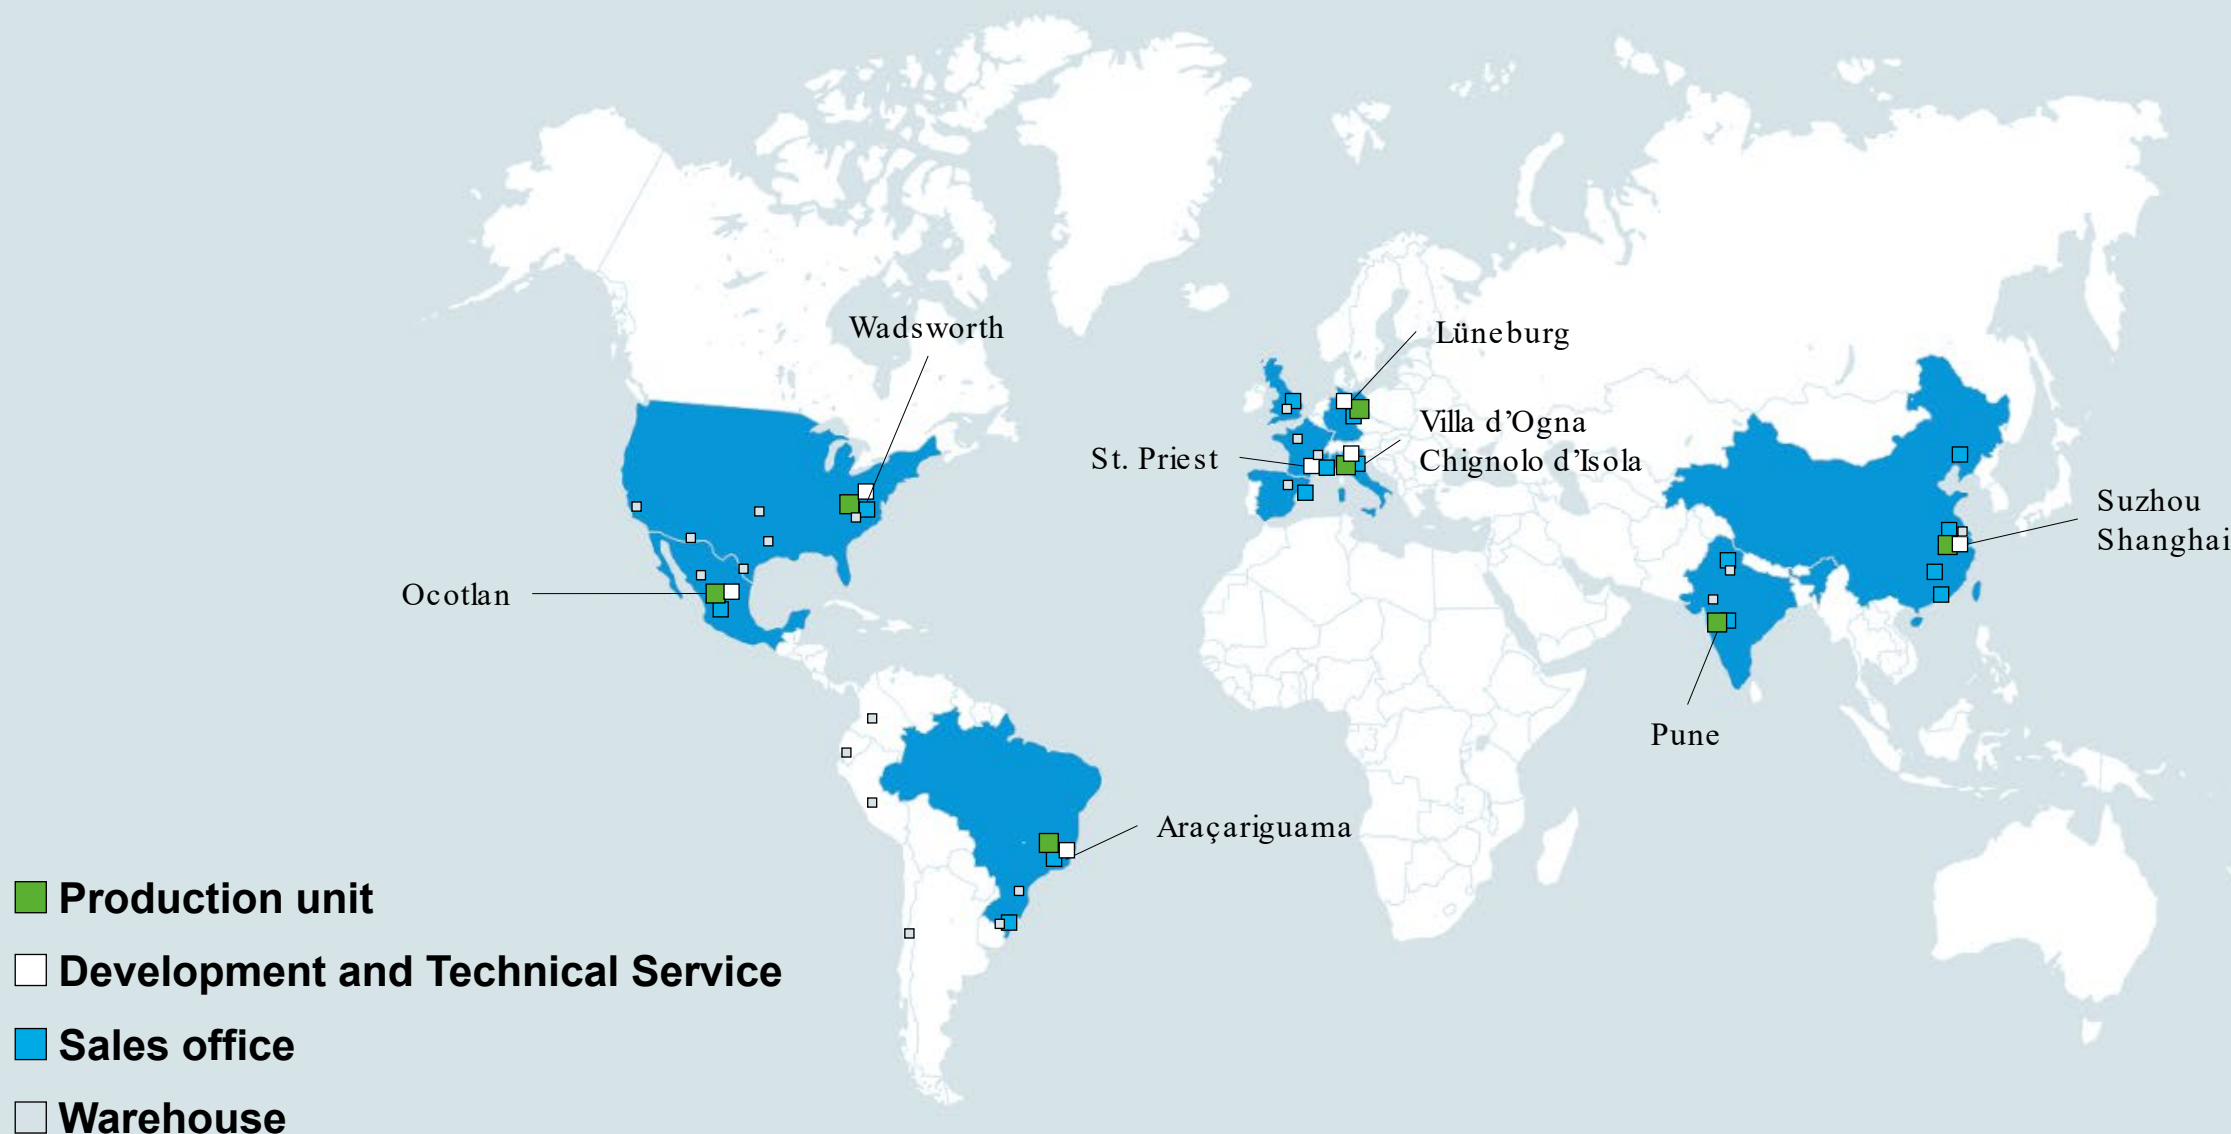 Wadsworth
Lüneburg
Villa d’Ogna
Chignolo d’Isola
St. Priest
Suzhou
Shanghai
Ocotlan
Pune
Araçariguama
Production unit
Development and Technical Service
Sales office
Warehouse